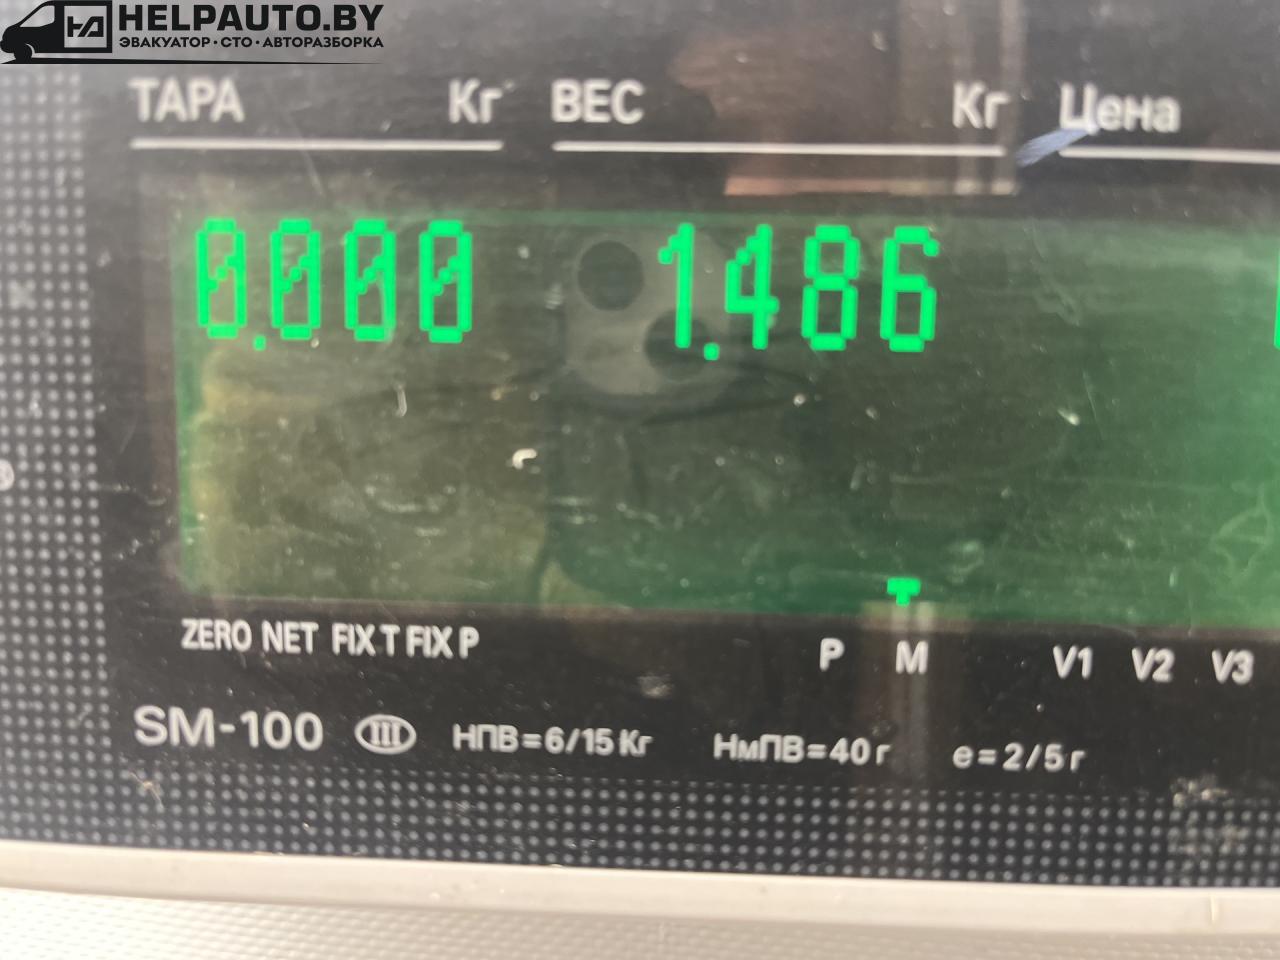 HELPAUTO.BY
ЭВАКУАТОР · СТО · АВТОРАЗБОРКА
ТАРА Кг ВЕС Кг Цена
0.000 1.486
ZERO NET FIX T FIX P P M V1 V2 V3
SM-100 III НПВ=6/15 Кг НмПВ=40 г e=2/5 г